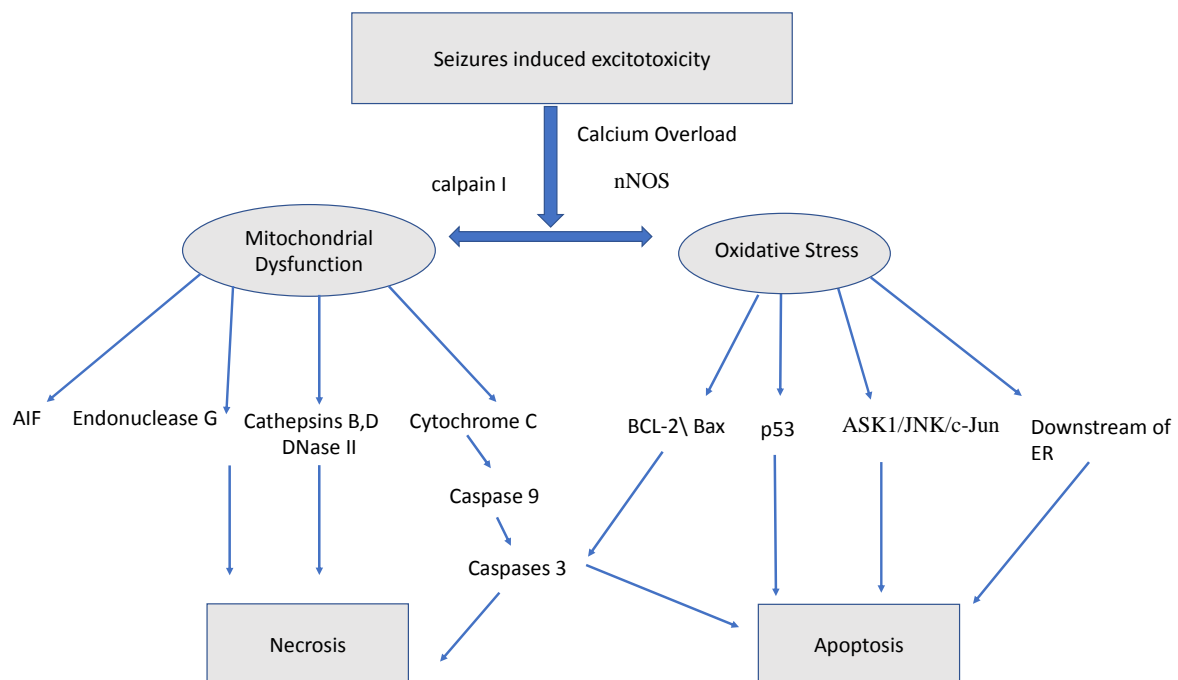 Seizures induced excitotoxicity
Calcium Overload
calpain I
nNOS
Mitochondrial
Dysfunction
Oxidative Stress
AIF
Endonuclease G
Cathepsins B,D
DNase II
Cytochrome C
BCL-2\ Bax
p53
ASK1/JNK/c-Jun
Downstream of
ER
Caspase 9
Caspases 3
Necrosis
Apoptosis